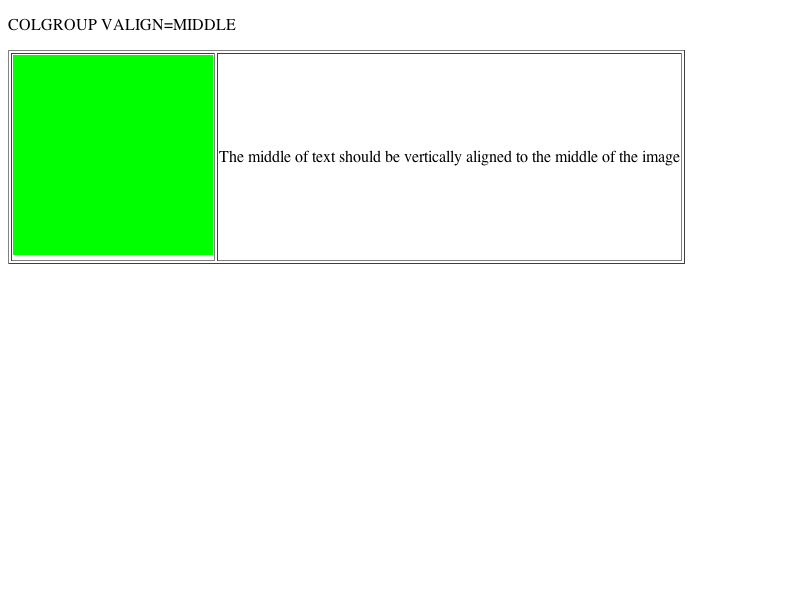 COLGROUP VALIGN=MIDDLE
The middle of text should be vertically aligned to the middle of the image